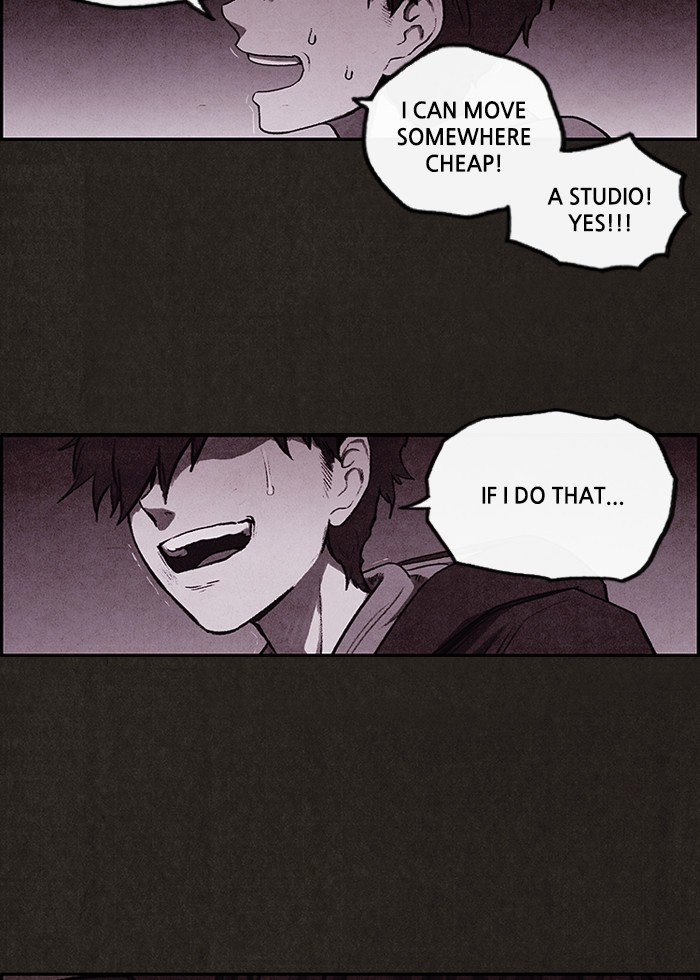 I CAN MOVE
SOMEWHERE
CHEAP!
A STUDIO!
YES!!!
IF I DO THAT...